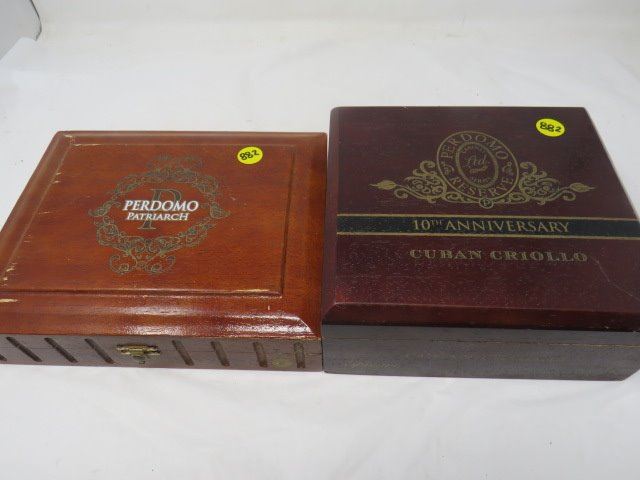 882
P
PERDOMO
PATRIARCH
882
PERDOMO
RESERVE
10TH ANNIVERSARY
CUBAN CRIOLLO